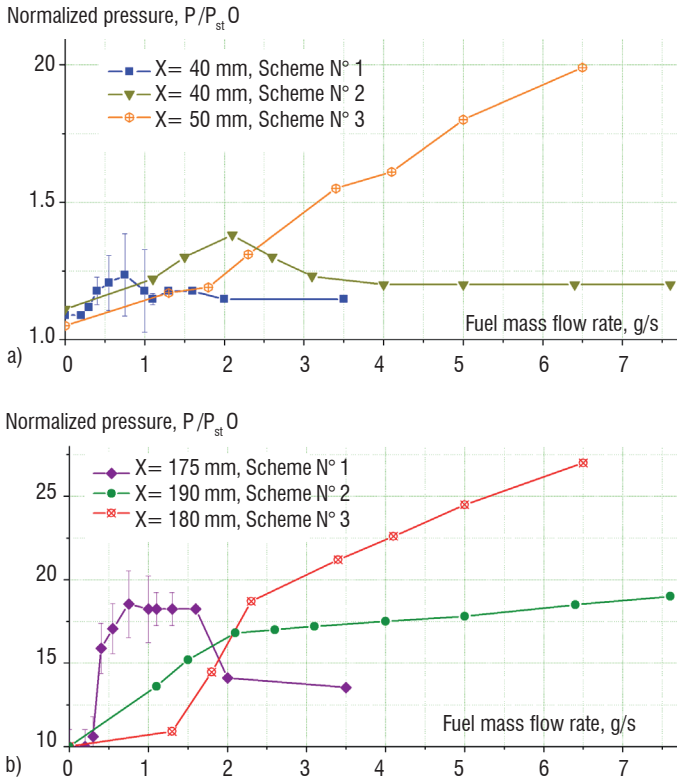 Normalized pressure, P/PstO
20
X= 40 mm, Scheme N° 1
X= 40 mm, Scheme N° 2
X= 50 mm, Scheme N° 3
1.5
1.0
Fuel mass flow rate, g/s
a)
0 1 2 3 4 5 6 7
Normalized pressure, P/PstO
X= 175 mm, Scheme N° 1
X= 190 mm, Scheme N° 2
X= 180 mm, Scheme N° 3
25
20
15
Fuel mass flow rate, g/s
10
b)
0 1 2 3 4 5 6 7